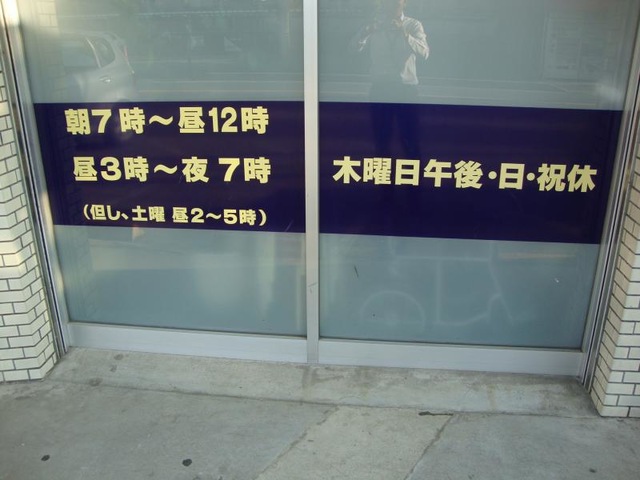 朝7時～昼12時
昼3時～夜7時
(但し、土曜 昼2～5時)
木曜日午後・日・祝休